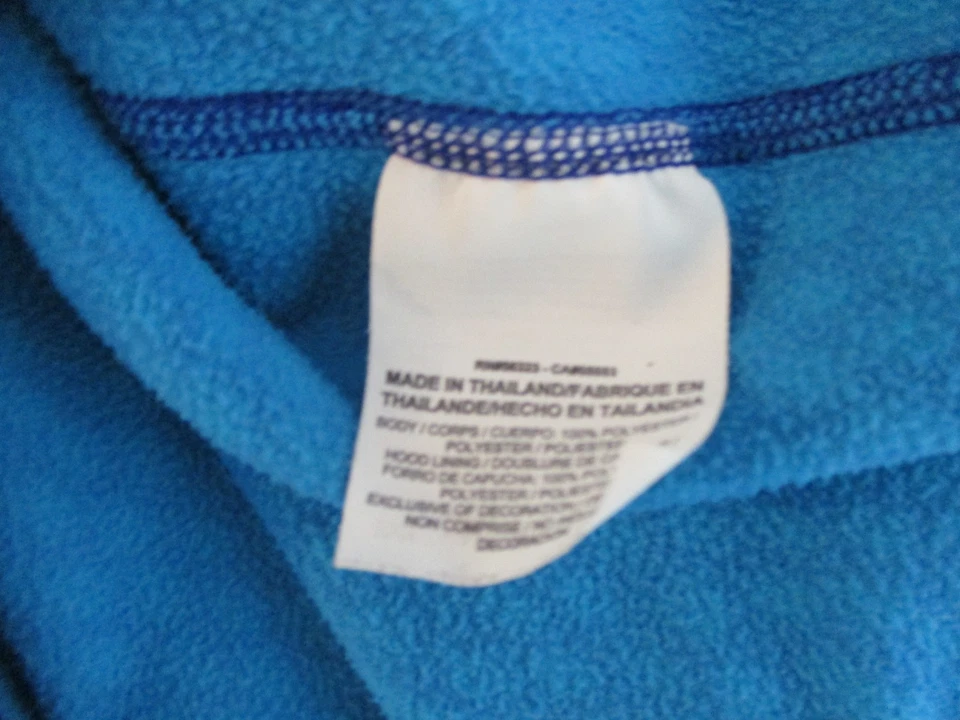 MADE IN THAILAND/FABRIQUE EN
THAILANDE/HECHO EN TAILANDIA
BODY / CORPS / CUERPO: 100% POLYESTER
POLYESTER / POLIESTER
HOOD LINING / DOUBLURE DE
FORRO DE CAPUCHA: 100%
POLYESTER /
EXCLUSIVE OF DECORATION
NON COMPRISE /